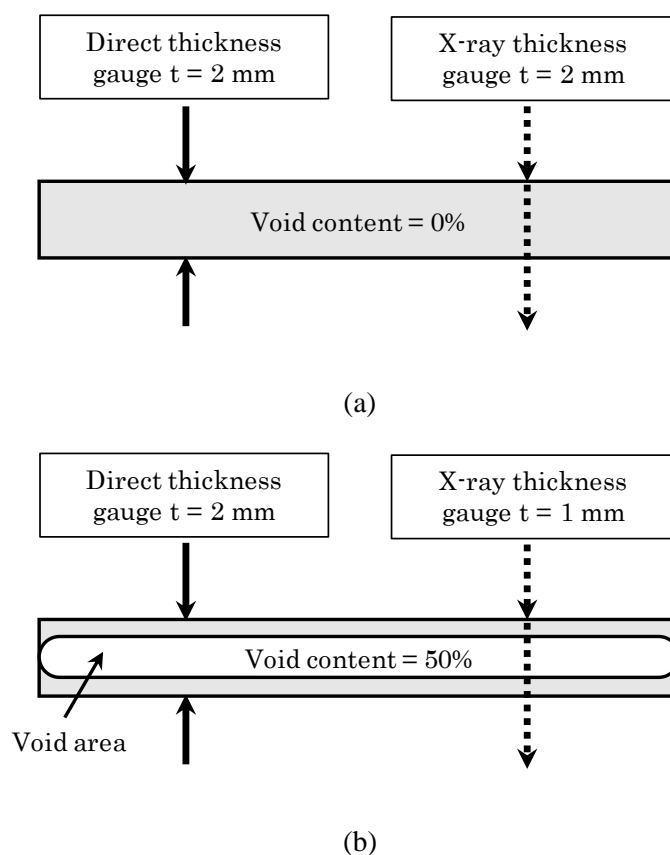 Direct thickness
gauge t = 2 mm
X-ray thickness
gauge t = 2 mm
Void content = 0%
(a)
Direct thickness
gauge t = 2 mm
X-ray thickness
gauge t = 1 mm
Void content = 50%
Void area
(b)